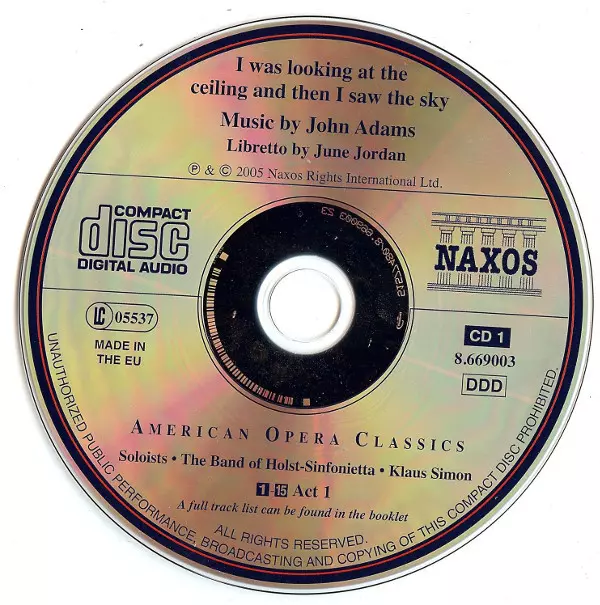 I was looking at the
ceiling and then I saw the sky
Music by John Adams
Libretto by June Jordan
℗ & © 2005 Naxos Rights International Ltd.
COMPACT
disc
DIGITAL AUDIO
NAXOS
LC 05537
MADE IN
THE EU
CD 1
8.669003
DDD
AMERICAN OPERA CLASSICS
Soloists • The Band of Holst-Sinfonietta • Klaus Simon
1 - 15 Act 1
A full track list can be found in the booklet
ALL RIGHTS RESERVED.
UNAUTHORIZED PUBLIC PERFORMANCE, BROADCASTING AND COPYING OF THIS COMPACT DISC PROHIBITED.